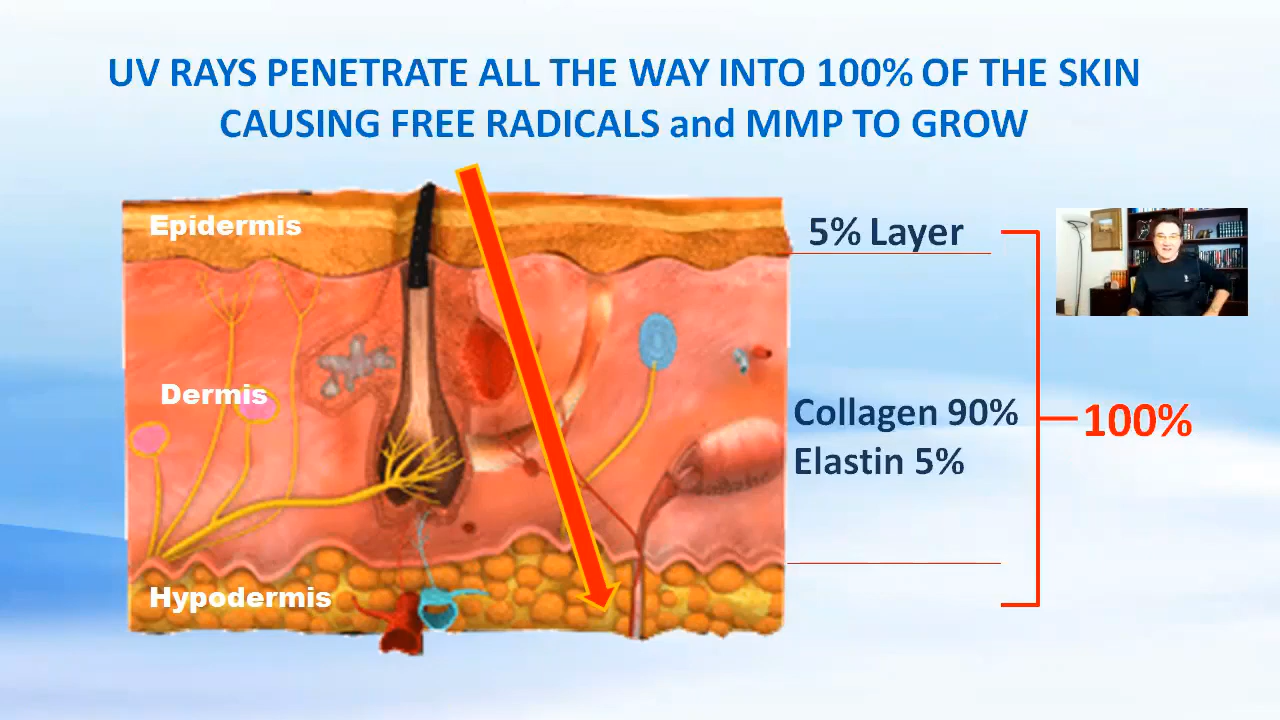 UV RAYS PENETRATE ALL THE WAY INTO 100% OF THE SKIN
CAUSING FREE RADICALS and MMP TO GROW
Epidermis
5% Layer
Dermis
Collagen 90%
Elastin 5%
100%
Hypodermis